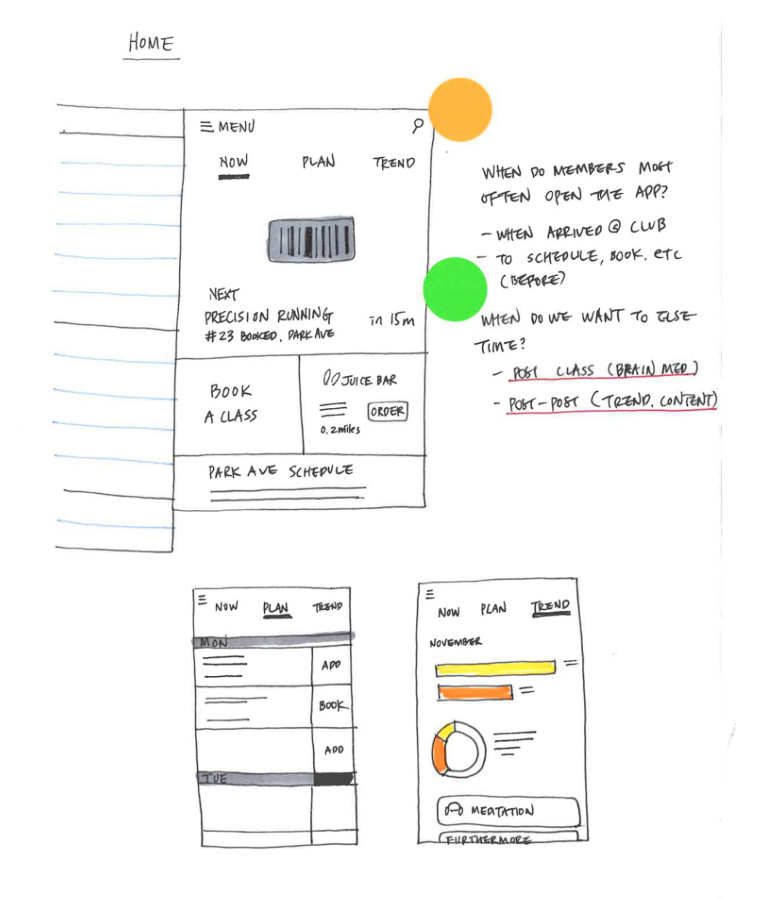 HOME
MENU
NOW PLAN TREND
NEXT
PRECISION RUNNING in 15m
#23 BOOKED, PARK AVE
BOOK
A CLASS
JUICE BAR
ORDER
0.2 miles
PARK AVE SCHEDULE
WHEN DO MEMBERS MOST
OFTEN OPEN THE APP?
- WHEN ARRIVED @ CLUB
- TO SCHEDULE, BOOK, etc
(BEFORE)
WHEN DO WE WANT TO ELSE
TIME?
- POST CLASS (BRAIN MED)
- POST-POST (TREND, CONTENT)
NOW PLAN TREND
MON
ADD
BOOK
ADD
TUE
NOW PLAN TREND
NOVEMBER
MEATATION
FURTHERMORE